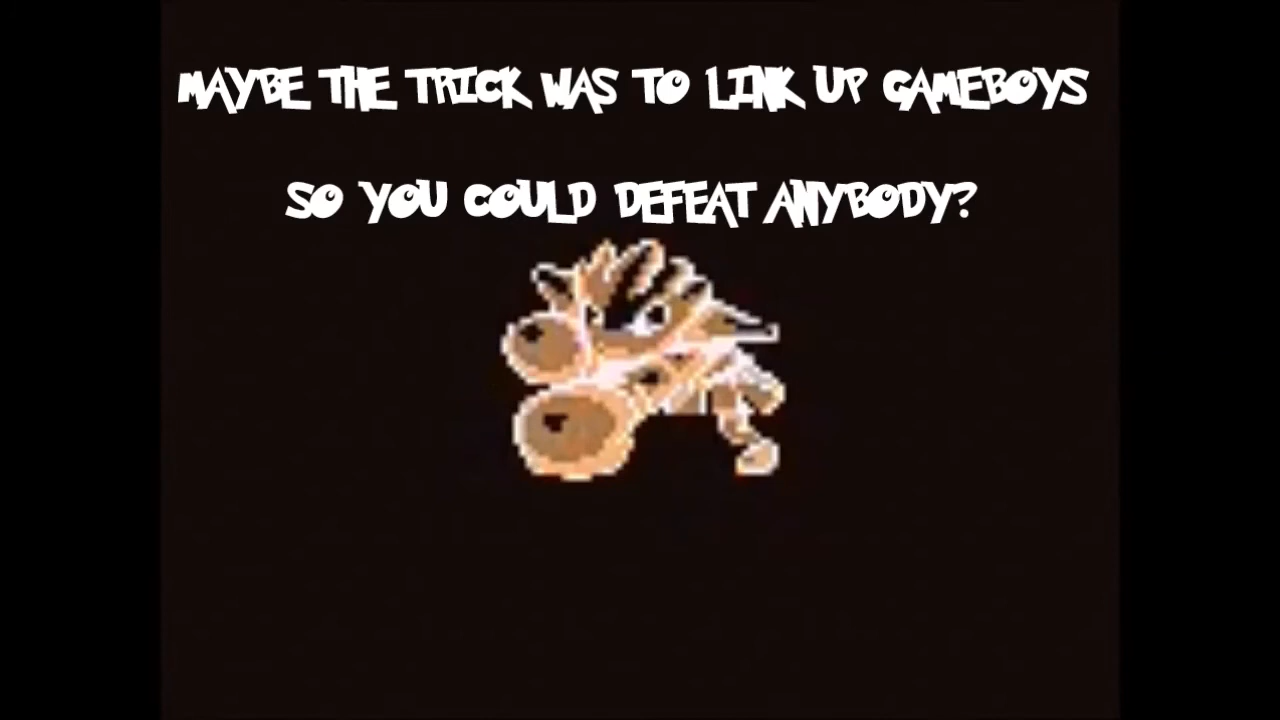 MAYBE THE TRICK WAS TO LINK UP GAMEBOYS
SO YOU COULD DEFEAT ANYBODY?